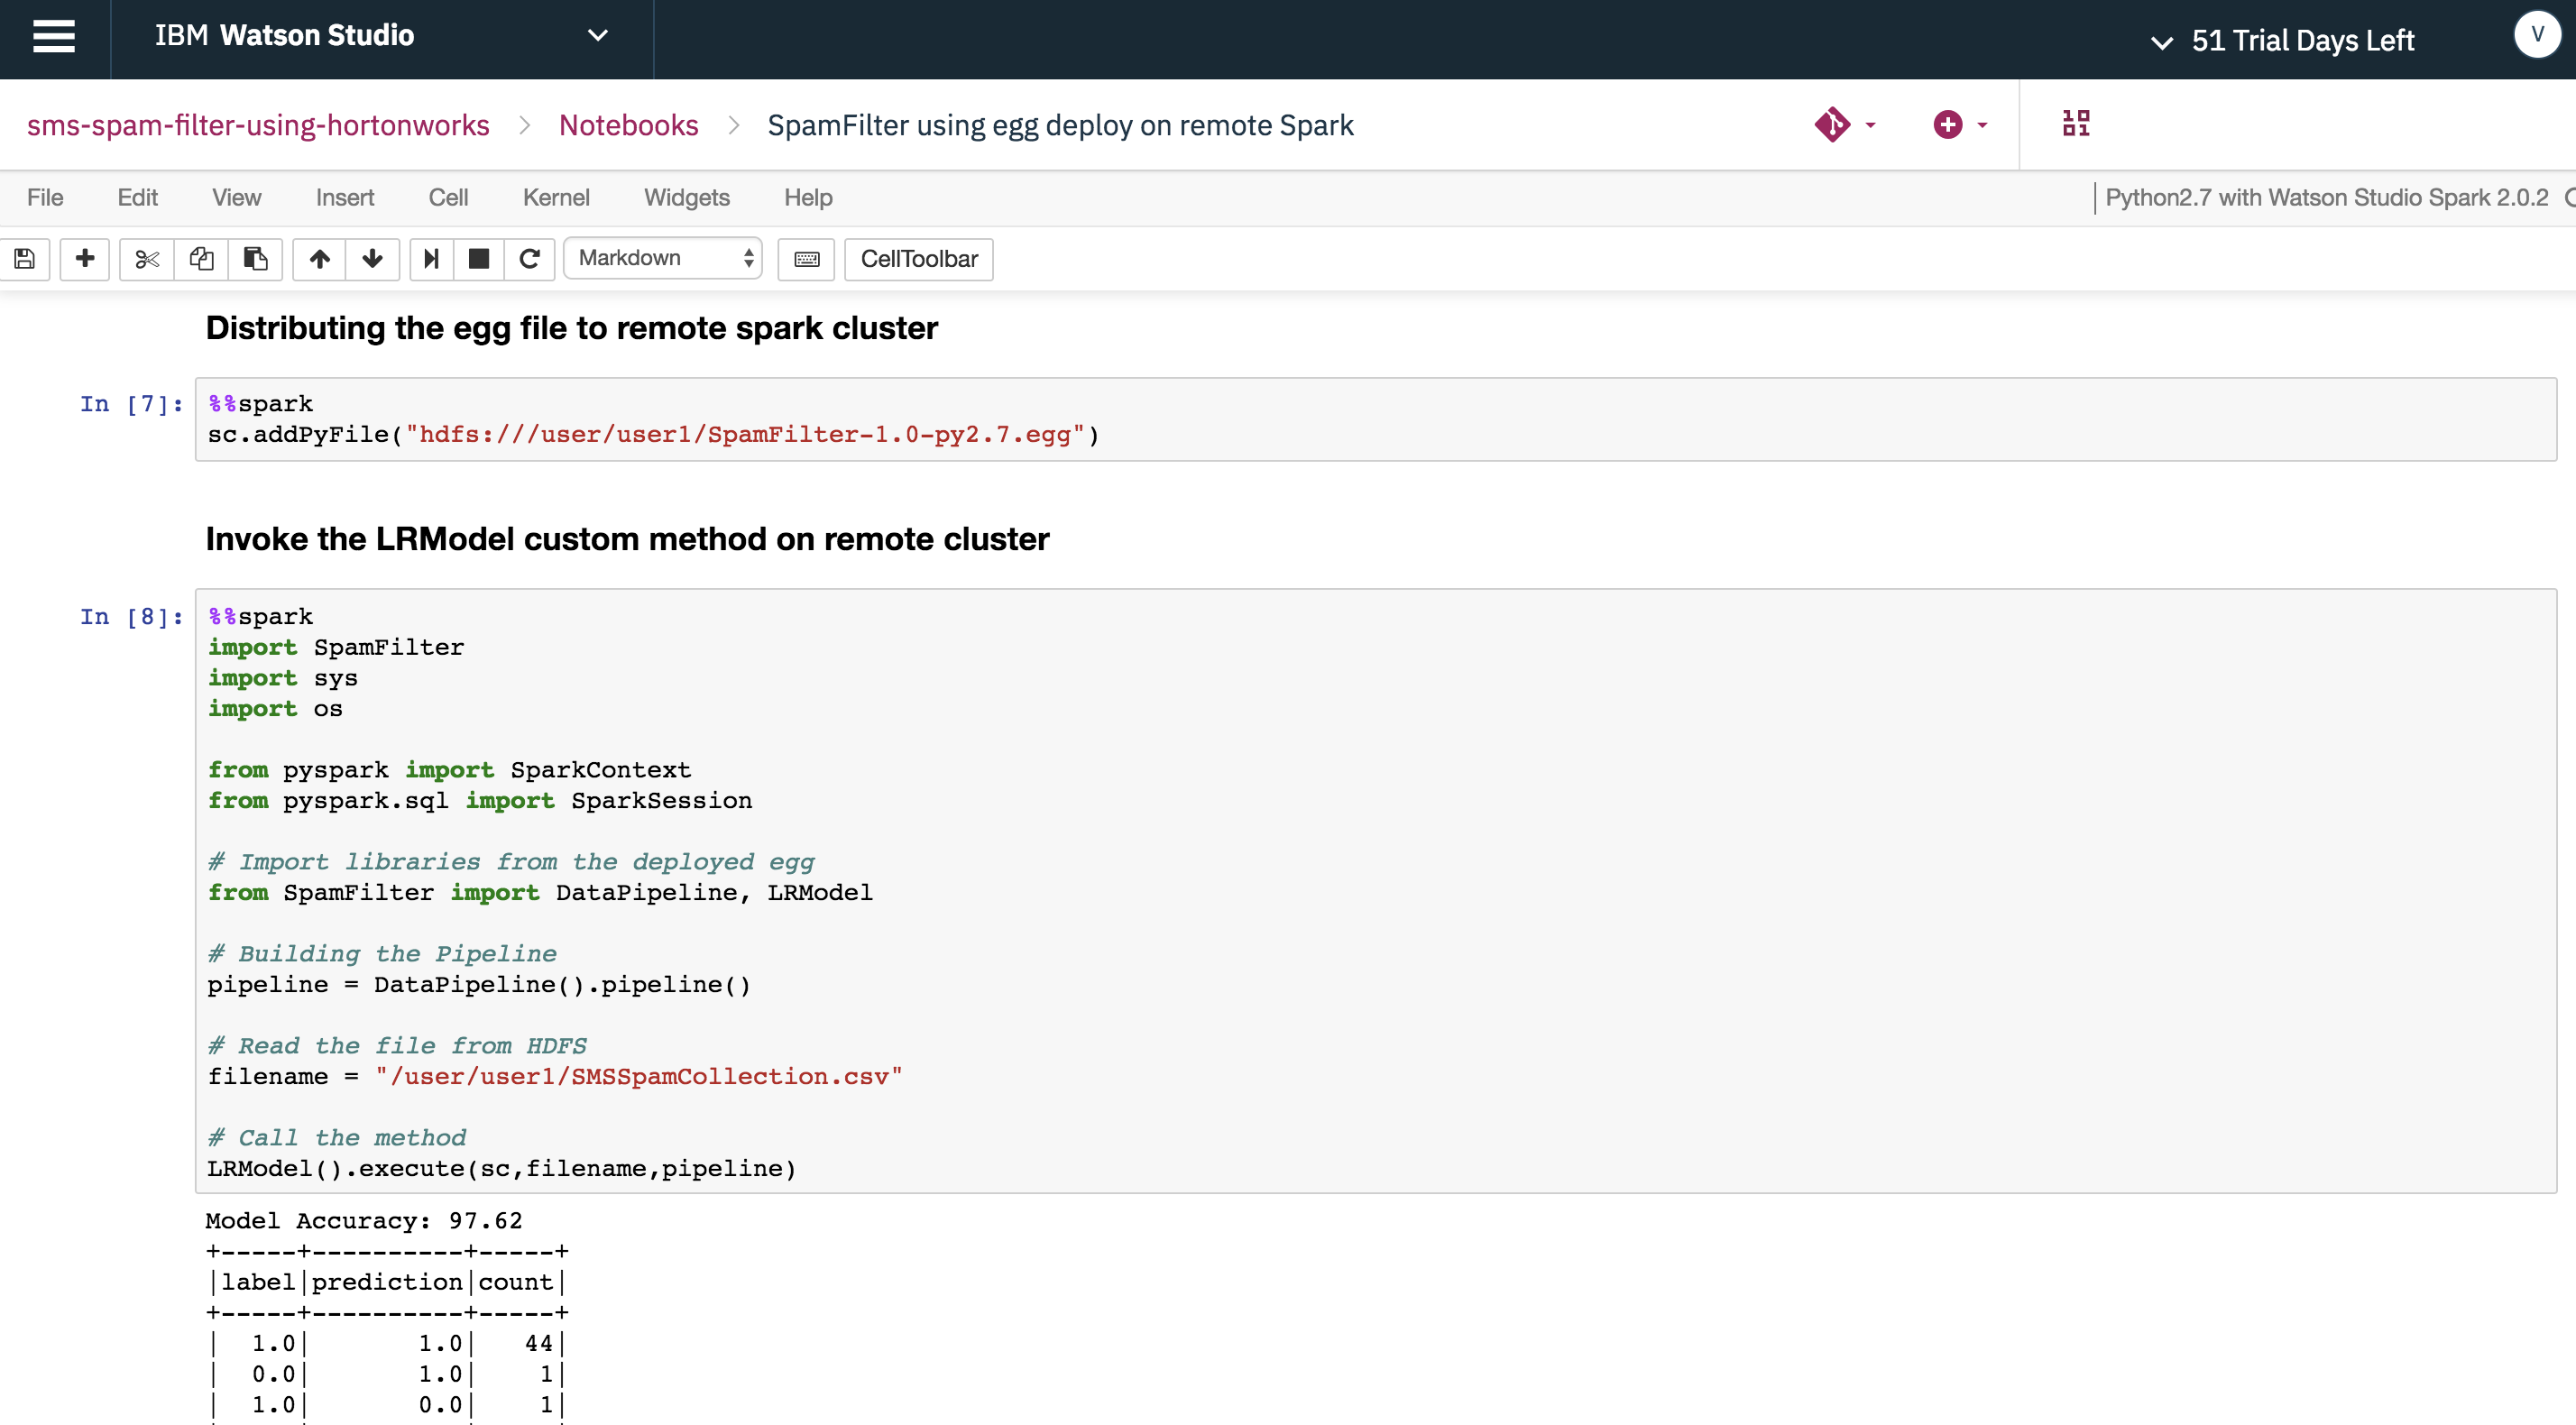 IBM Watson Studio
51 Trial Days Left
V
sms-spam-filter-using-hortonworks > Notebooks > SpamFilter using egg deploy on remote Spark
File Edit View Insert Cell Kernel Widgets Help
Python2.7 with Watson Studio Spark 2.0.2
Markdown
CellToolbar
Distributing the egg file to remote spark cluster
In [7]:
%%spark
sc.addPyFile("hdfs:///user/user1/SpamFilter-1.0-py2.7.egg")
Invoke the LRModel custom method on remote cluster
In [8]:
%%spark
import SpamFilter
import sys
import os
from pyspark import SparkContext
from pyspark.sql import SparkSession
# Import libraries from the deployed egg
from SpamFilter import DataPipeline, LRModel
# Building the Pipeline
pipeline = DataPipeline().pipeline()
# Read the file from HDFS
filename = "/user/user1/SMSSpamCollection.csv"
# Call the method
LRModel().execute(sc,filename,pipeline)
Model Accuracy: 97.62
+-----+----------+-----+
|label|prediction|count|
+-----+----------+-----+
|  1.0|       1.0|   44|
|  0.0|       1.0|    1|
|  1.0|       0.0|    1|